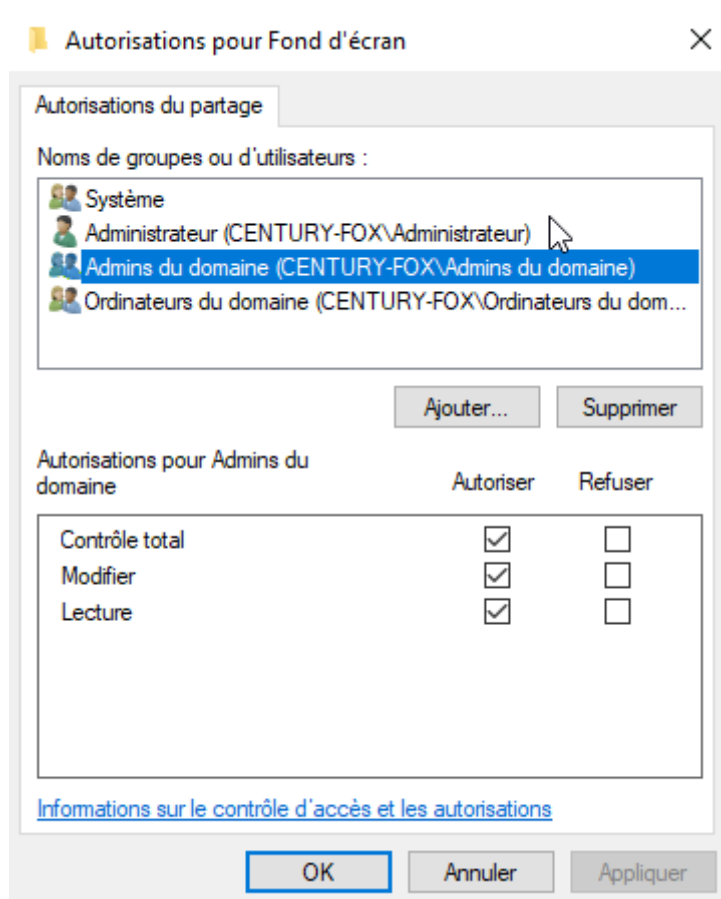 Autorisations pour Fond d'écran
Autorisations du partage
Noms de groupes ou d'utilisateurs :
Système
Administrateur (CENTURY-FOX\Administrateur)
Admins du domaine (CENTURY-FOX\Admins du domaine)
Ordinateurs du domaine (CENTURY-FOX\Ordinateurs du dom...
Ajouter... Supprimer
Autorisations pour Admins du
domaine Autoriser Refuser
Contrôle total
Modifier
Lecture
Informations sur le contrôle d'accès et les autorisations
OK Annuler Appliquer